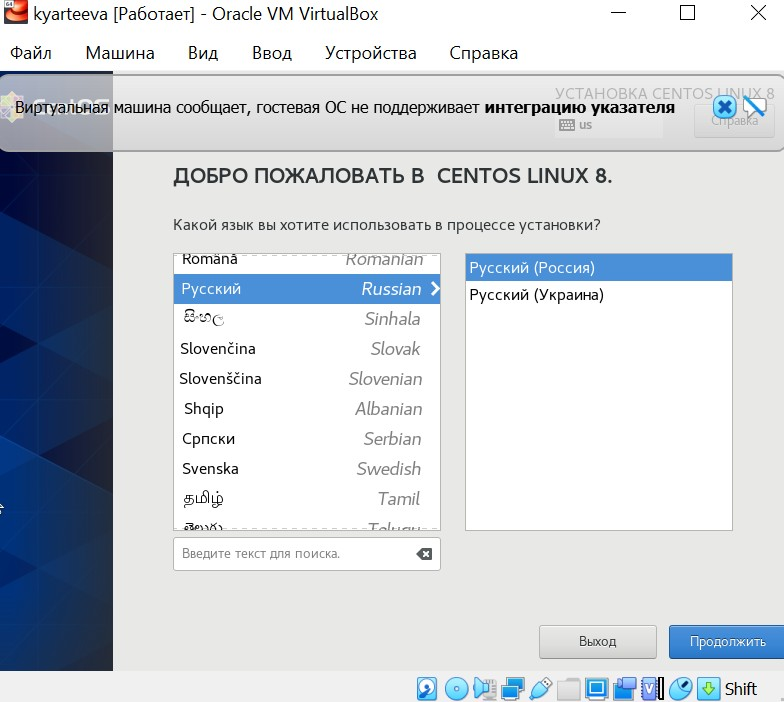 kyarteeva [Работает] - Oracle VM VirtualBox
Файл Машина Вид Ввод Устройства Справка
УСТАНОВКА CENTOS LINUX 8
Виртуальная машина сообщает, гостевая ОС не поддерживает интеграцию указателя
us
Справка
ДОБРО ПОЖАЛОВАТЬ В CENTOS LINUX 8.
Какой язык вы хотите использовать в процессе установки?
Română Romanian
Русский Russian
සිංහල Sinhala
Slovenčina Slovak
Slovenščina Slovenian
Shqip Albanian
Српски Serbian
Svenska Swedish
தமிழ் Tamil
తెలుగు Telugu
Русский (Россия)
Русский (Украина)
Введите текст для поиска.
Выход Продолжить
Shift